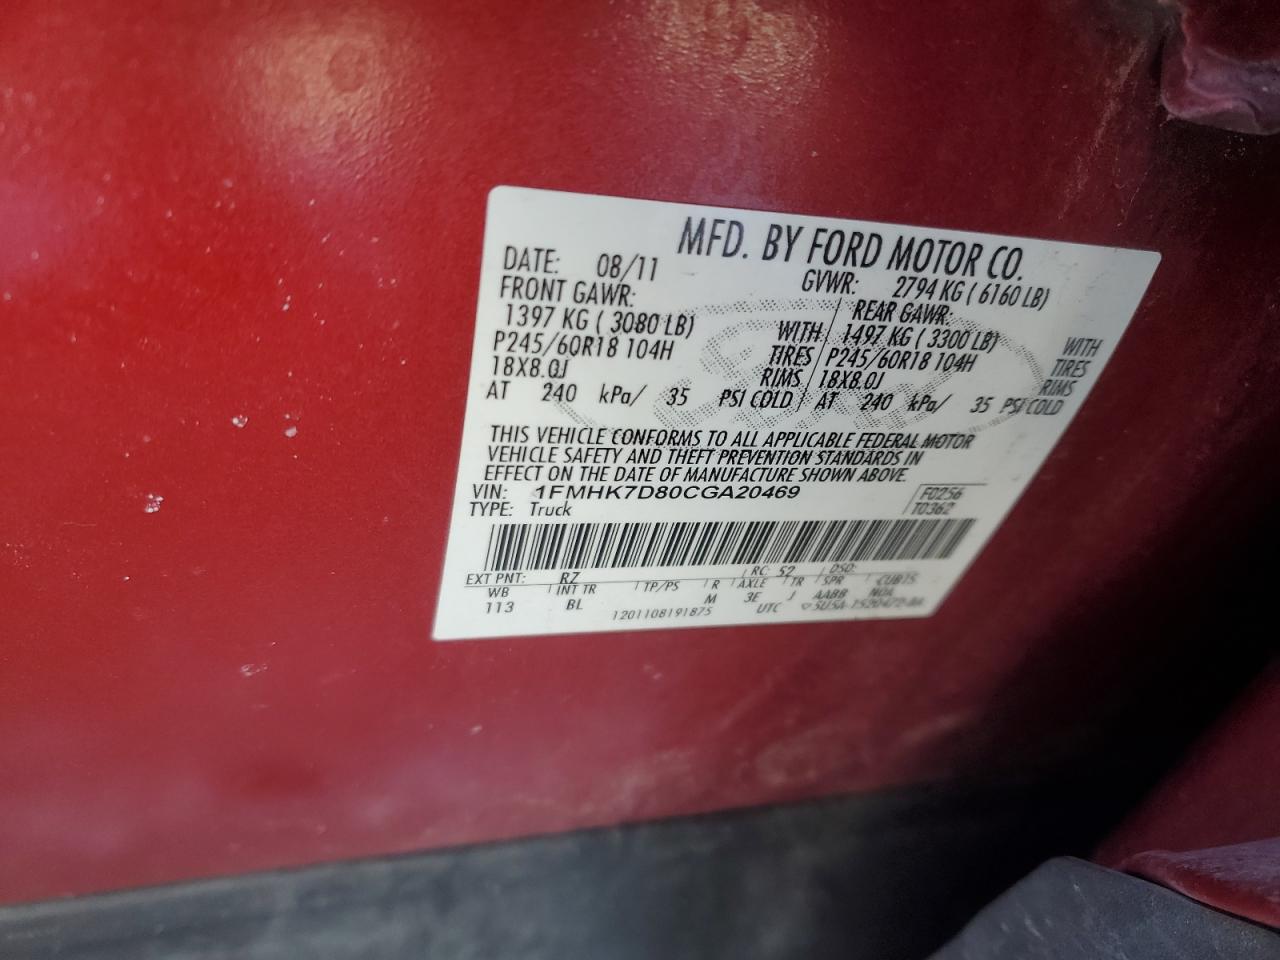 MFD. BY FORD MOTOR CO.
DATE: 08/11 GVWR: 2794 KG ( 6160 LB)
FRONT GAWR: REAR GAWR:
1397 KG ( 3080 LB) WITH 1497 KG ( 3300 LB) WITH
P245/60R18 104H TIRES P245/60R18 104H TIRES
18X8.0J RIMS 18X8.0J RIMS
AT 240 kPa/ 35 PSI COLD AT 240 kPa/ 35 PSI COLD
THIS VEHICLE CONFORMS TO ALL APPLICABLE FEDERAL MOTOR
VEHICLE SAFETY AND THEFT PREVENTION STANDARDS IN
EFFECT ON THE DATE OF MANUFACTURE SHOWN ABOVE.
VIN: 1FMHK7D80CGA20469 F0256
TYPE: Truck T0362
EXT PNT: RZ RC: 52 DSO:
WB INT TR TP/PS R AXLE TR SPR CUB15
113 BL M 3E J AABB NOA
1201108191875 UTC